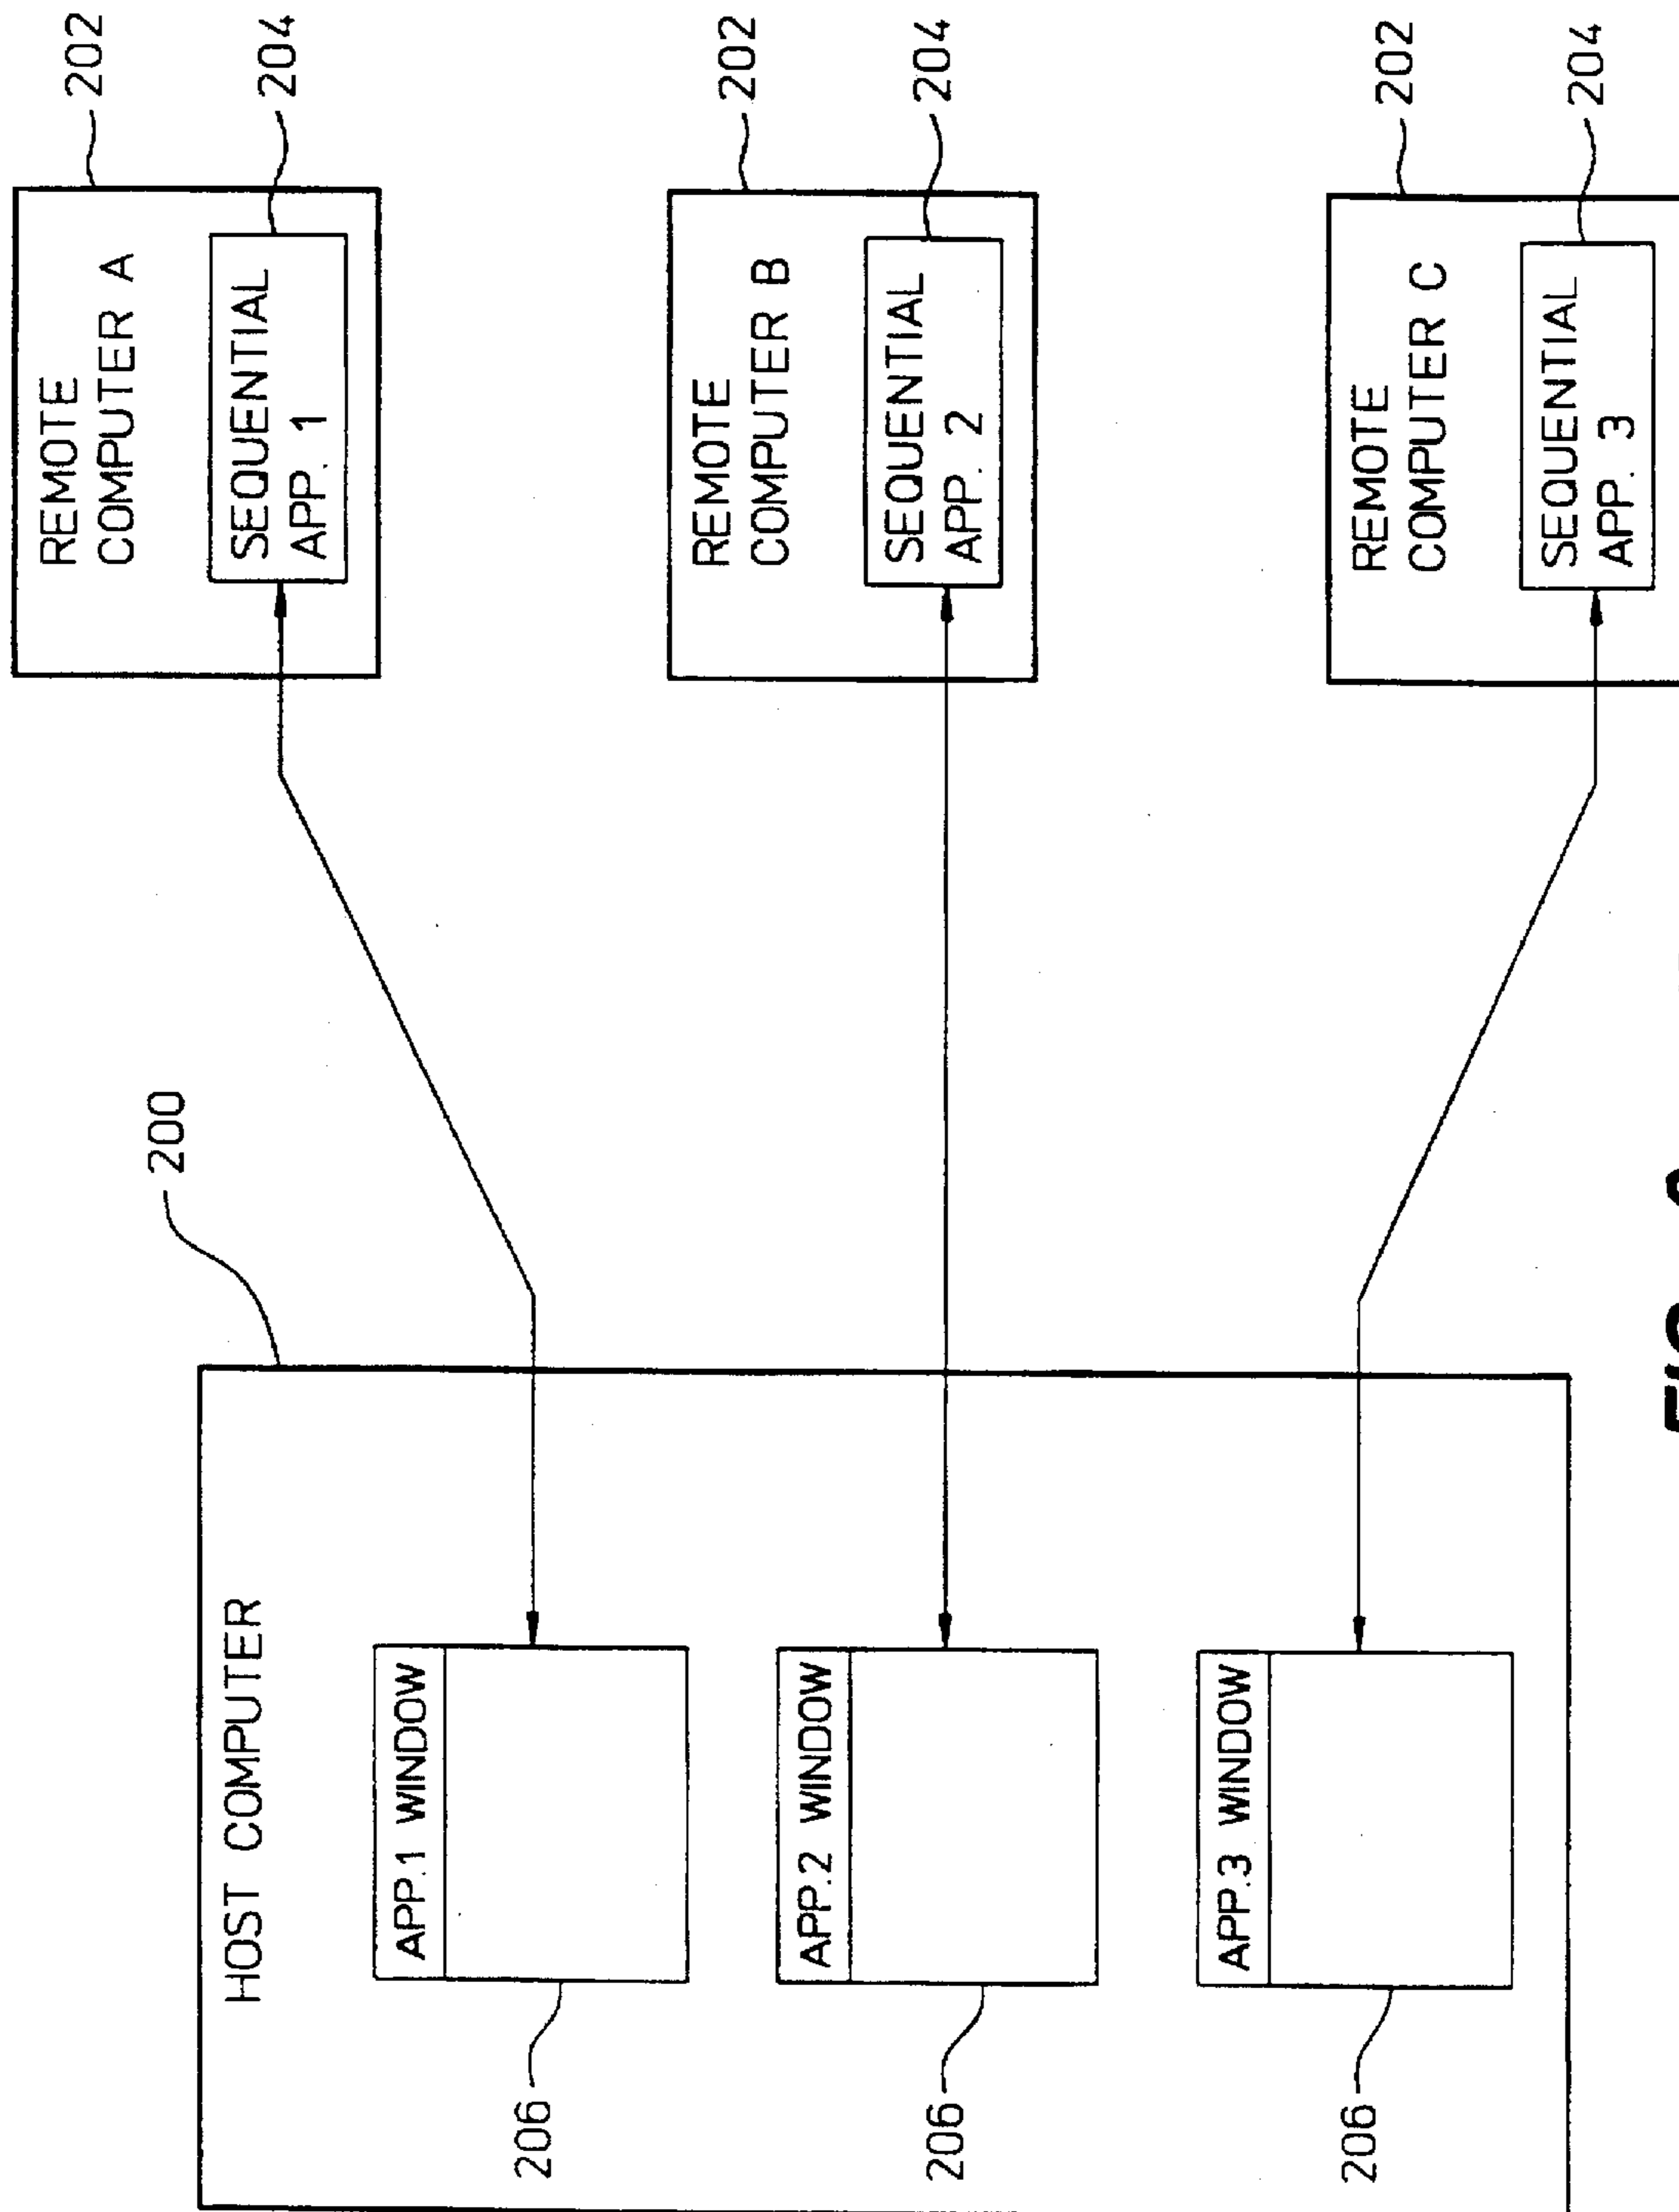 200
HOST COMPUTER
APP.1 WINDOW
206
APP.2 WINDOW
206
APP.3 WINDOW
206
REMOTE
COMPUTER A
202
SEQUENTIAL
APP. 1
204
REMOTE
COMPUTER B
202
SEQUENTIAL
APP. 2
204
REMOTE
COMPUTER C
202
SEQUENTIAL
APP. 3
204